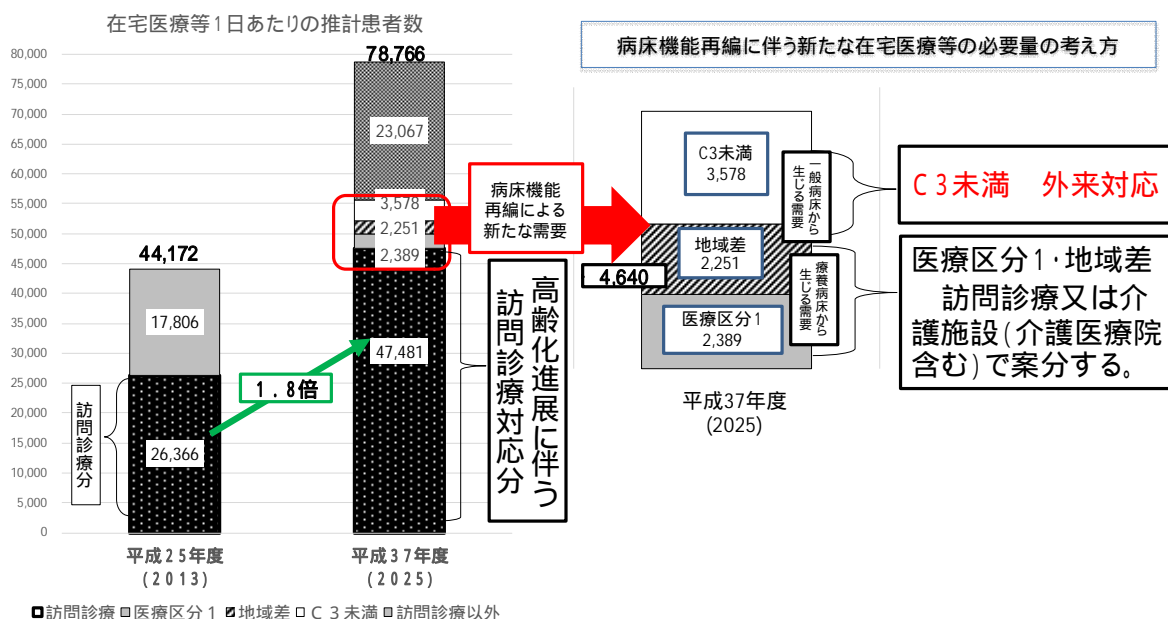 在宅医療等1日あたりの推計患者数
80,000
75,000
70,000
65,000
60,000
55,000
50,000
45,000
40,000
35,000
30,000
25,000
20,000
15,000
10,000
5,000
0
44,172
17,806
26,366
訪問診療分
1.8倍
78,766
23,067
3,578
2,251
2,389
47,481
平成25年度
(2013)
平成37年度
(2025)
訪問診療 医療区分1 地域差 C3未満 訪問診療以外
高齢化進展に伴う
訪問診療対応分
病床機能
再編による
新たな需要
病床機能再編に伴う新たな在宅医療等の必要量の考え方
C3未満
3,578
地域差
2,251
4,640
医療区分1
2,389
一般病床から
生じる需要
療養病床から
生じる需要
平成37年度
(2025)
C3未満 外来対応
医療区分1・地域差
訪問診療又は介
護施設(介護医療院
含む)で案分する。